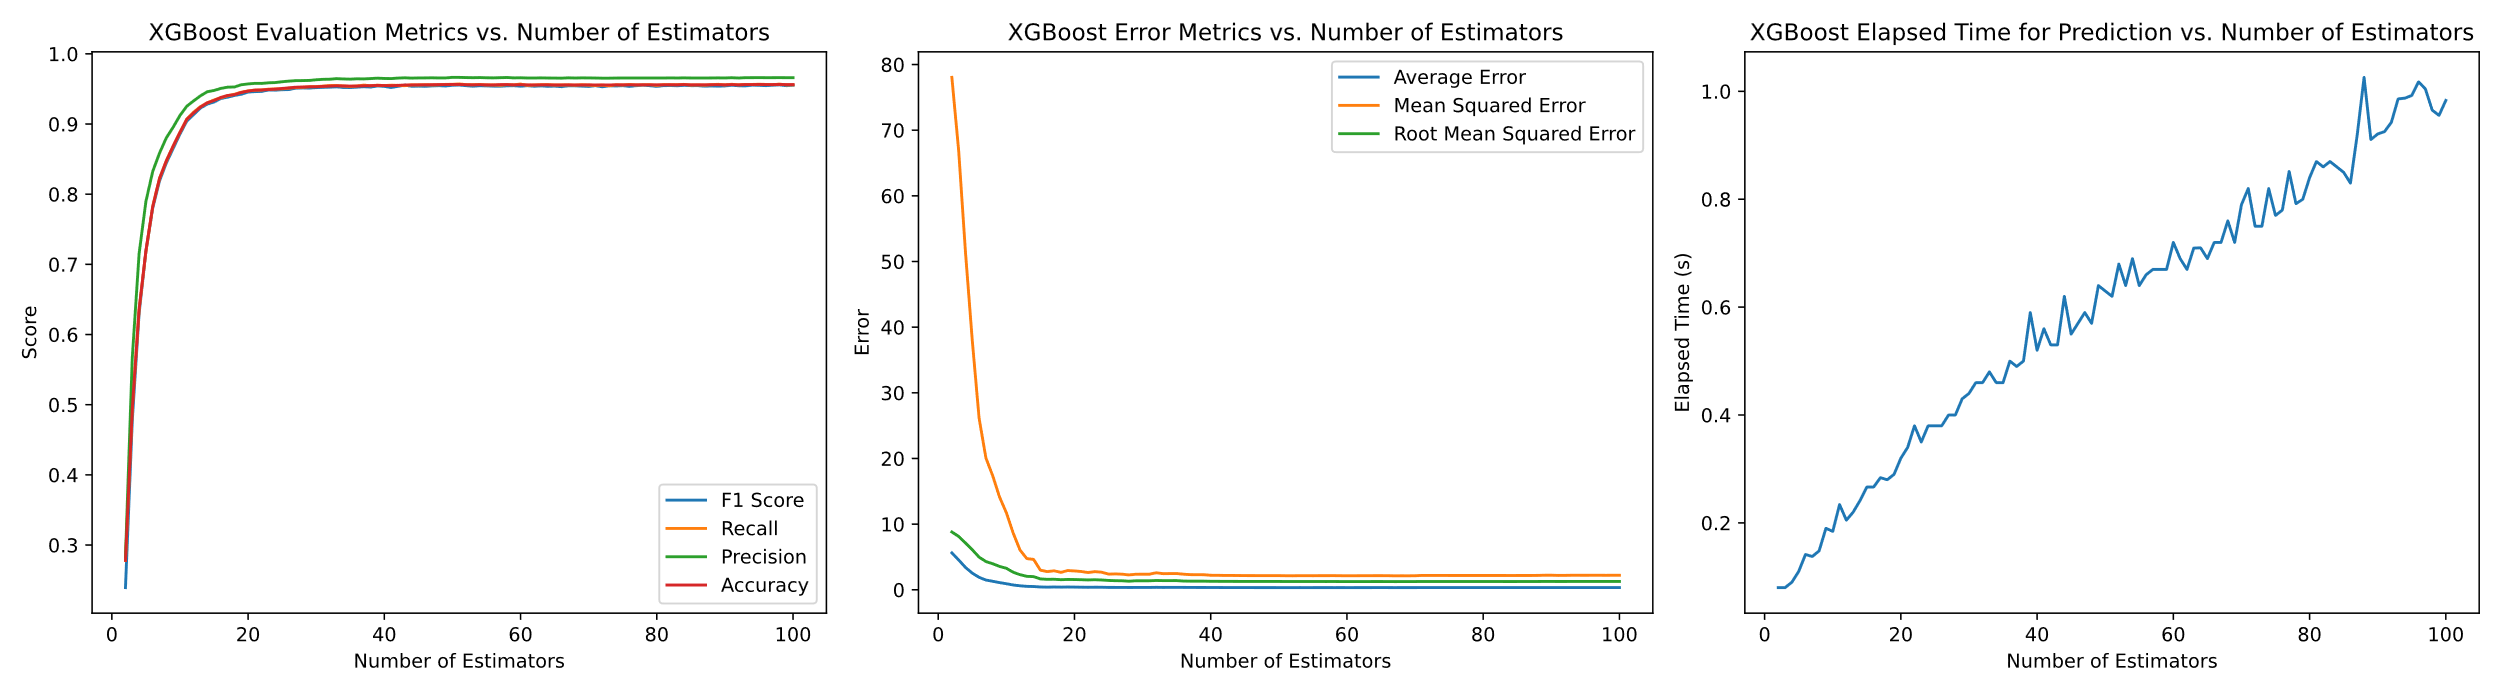 XGBoost Evaluation Metrics vs. Number of Estimators
1.0
0.9
0.8
0.7
0.6
0.5
0.4
0.3
Score
F1 Score
Recall
Precision
Accuracy
0 20 40 60 80 100
Number of Estimators
XGBoost Error Metrics vs. Number of Estimators
80
70
60
50
40
30
20
10
0
Error
Average Error
Mean Squared Error
Root Mean Squared Error
0 20 40 60 80 100
Number of Estimators
XGBoost Elapsed Time for Prediction vs. Number of Estimators
1.0
0.8
0.6
0.4
0.2
Elapsed Time (s)
0 20 40 60 80 100
Number of Estimators